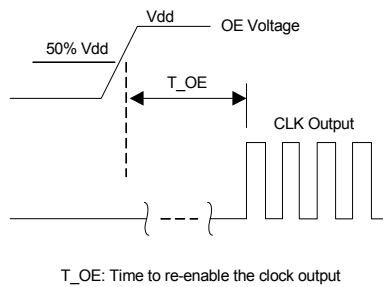 Vdd
OE Voltage
50% Vdd
T_OE
CLK Output
T_OE: Time to re-enable the clock output